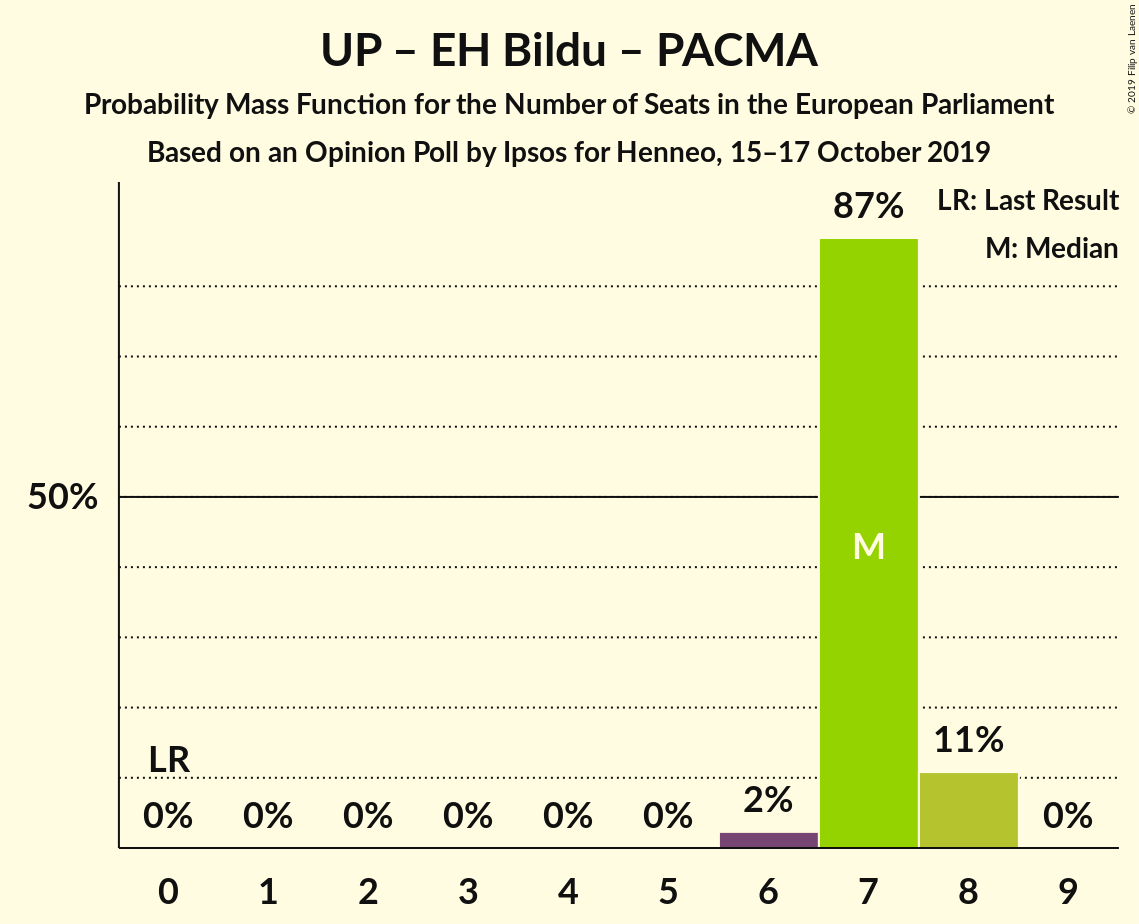 UP – EH Bildu – PACMA
Probability Mass Function for the Number of Seats in the European Parliament
Based on an Opinion Poll by Ipsos for Henneo, 15–17 October 2019
© 2019 Filip van Laenen
LR: Last Result
M: Median
87%
50%
M
LR
0% 0% 0% 0% 0% 0% 2% 11% 0%
0 1 2 3 4 5 6 7 8 9